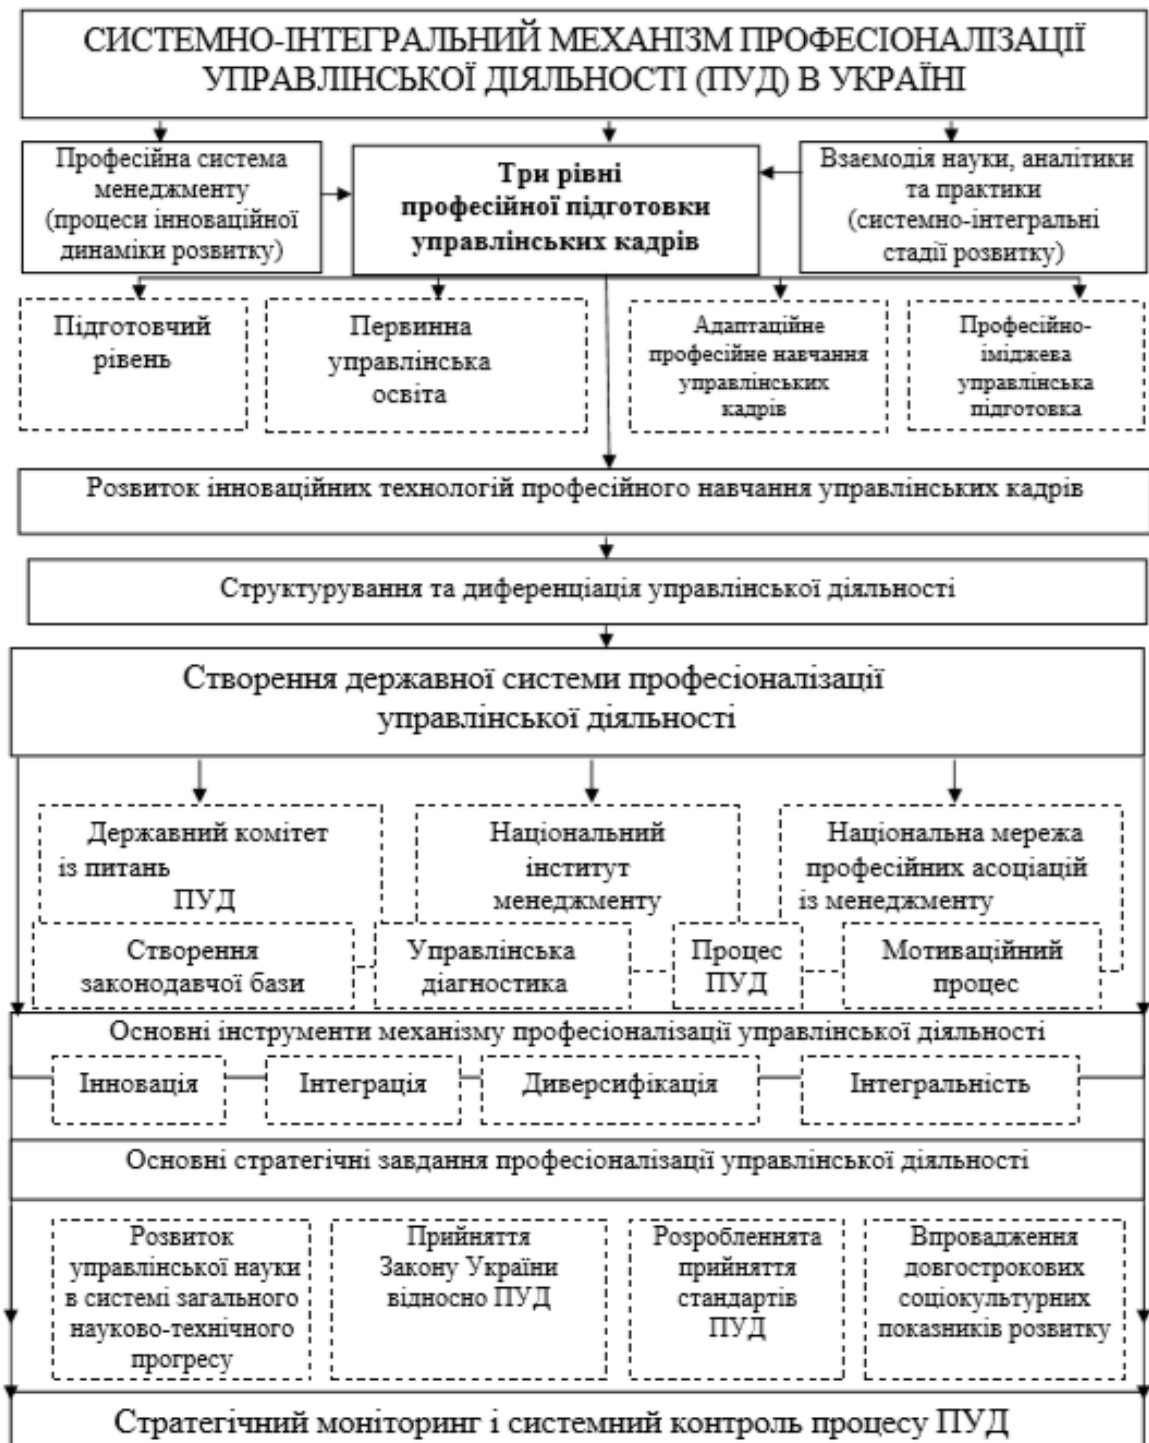 СИСТЕМНО-ІНТЕГРАЛЬНИЙ МЕХАНІЗМ ПРОФЕСІОНАЛІЗАЦІЇ
УПРАВЛІНСЬКОЇ ДІЯЛЬНОСТІ (ПУД) В УКРАЇНІ
Професійна система
менеджменту
(процеси інноваційної
динаміки розвитку)
Три рівні
професійної підготовки
управлінських кадрів
Взаємодія науки, аналітики
та практики
(системно-інтегральні
стадії розвитку)
Підготовчий
рівень
Первинна
управлінська
освіта
Адаптаційне
професійне навчання
управлінських
кадрів
Професійно-
іміджева
управлінська
підготовка
Розвиток інноваційних технологій професійного навчання управлінських кадрів
Структурування та диференціація управлінської діяльності
Створення державної системи професіоналізації
управлінської діяльності
Державний комітет
із питань
ПУД
Національний
інститут
менеджменту
Національна мережа
професійних асоціацій
із менеджменту
Створення
законодавчої бази
Управлінська
діагностика
Процес
ПУД
Мотиваційний
процес
Основні інструменти механізму професіоналізації управлінської діяльності
Інновація
Інтеграція
Диверсифікація
Інтегральність
Основні стратегічні завдання професіоналізації управлінської діяльності
Розвиток
управлінської науки
в системі загального
науково-технічного
прогресу
Прийняття
Закону України
відносно ПУД
Розробленнята
прийняття
стандартів
ПУД
Впровадження
довгострокових
соціокультурних
показників розвитку
Стратегічний моніторинг і системний контроль процесу ПУД